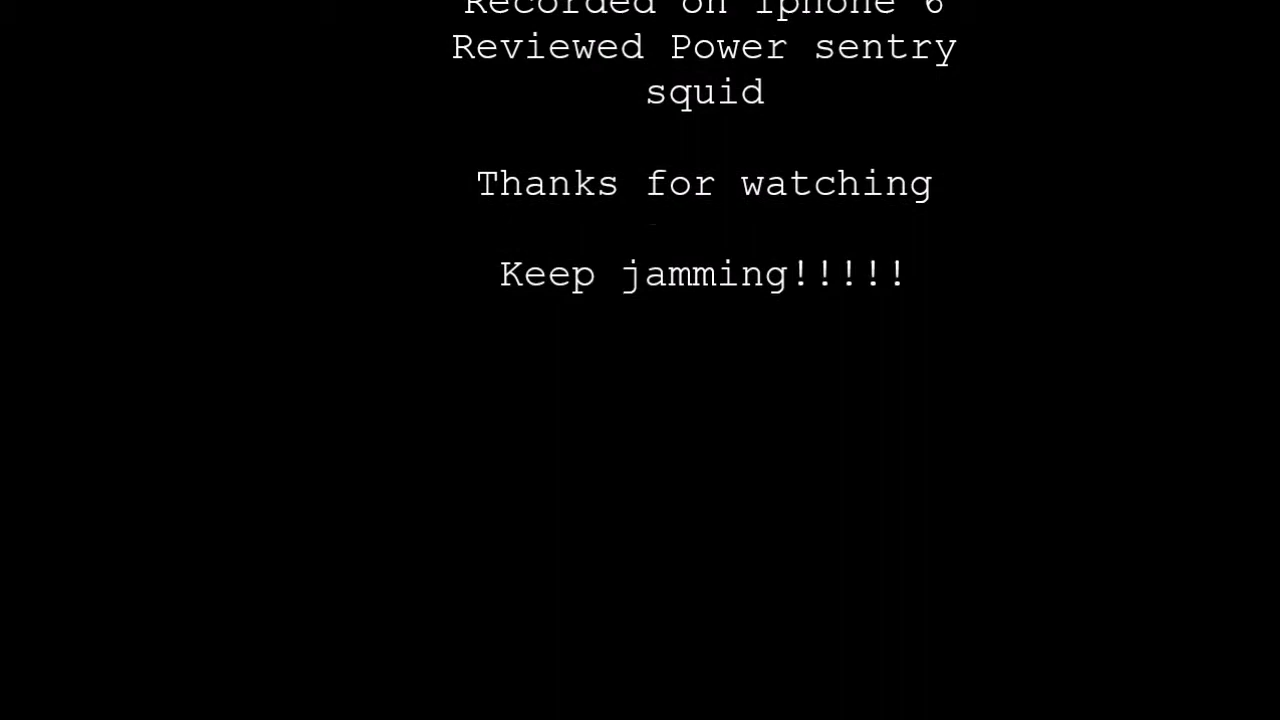 Recorded on iphone 6
Reviewed Power sentry
squid
Thanks for watching
Keep jamming!!!!!